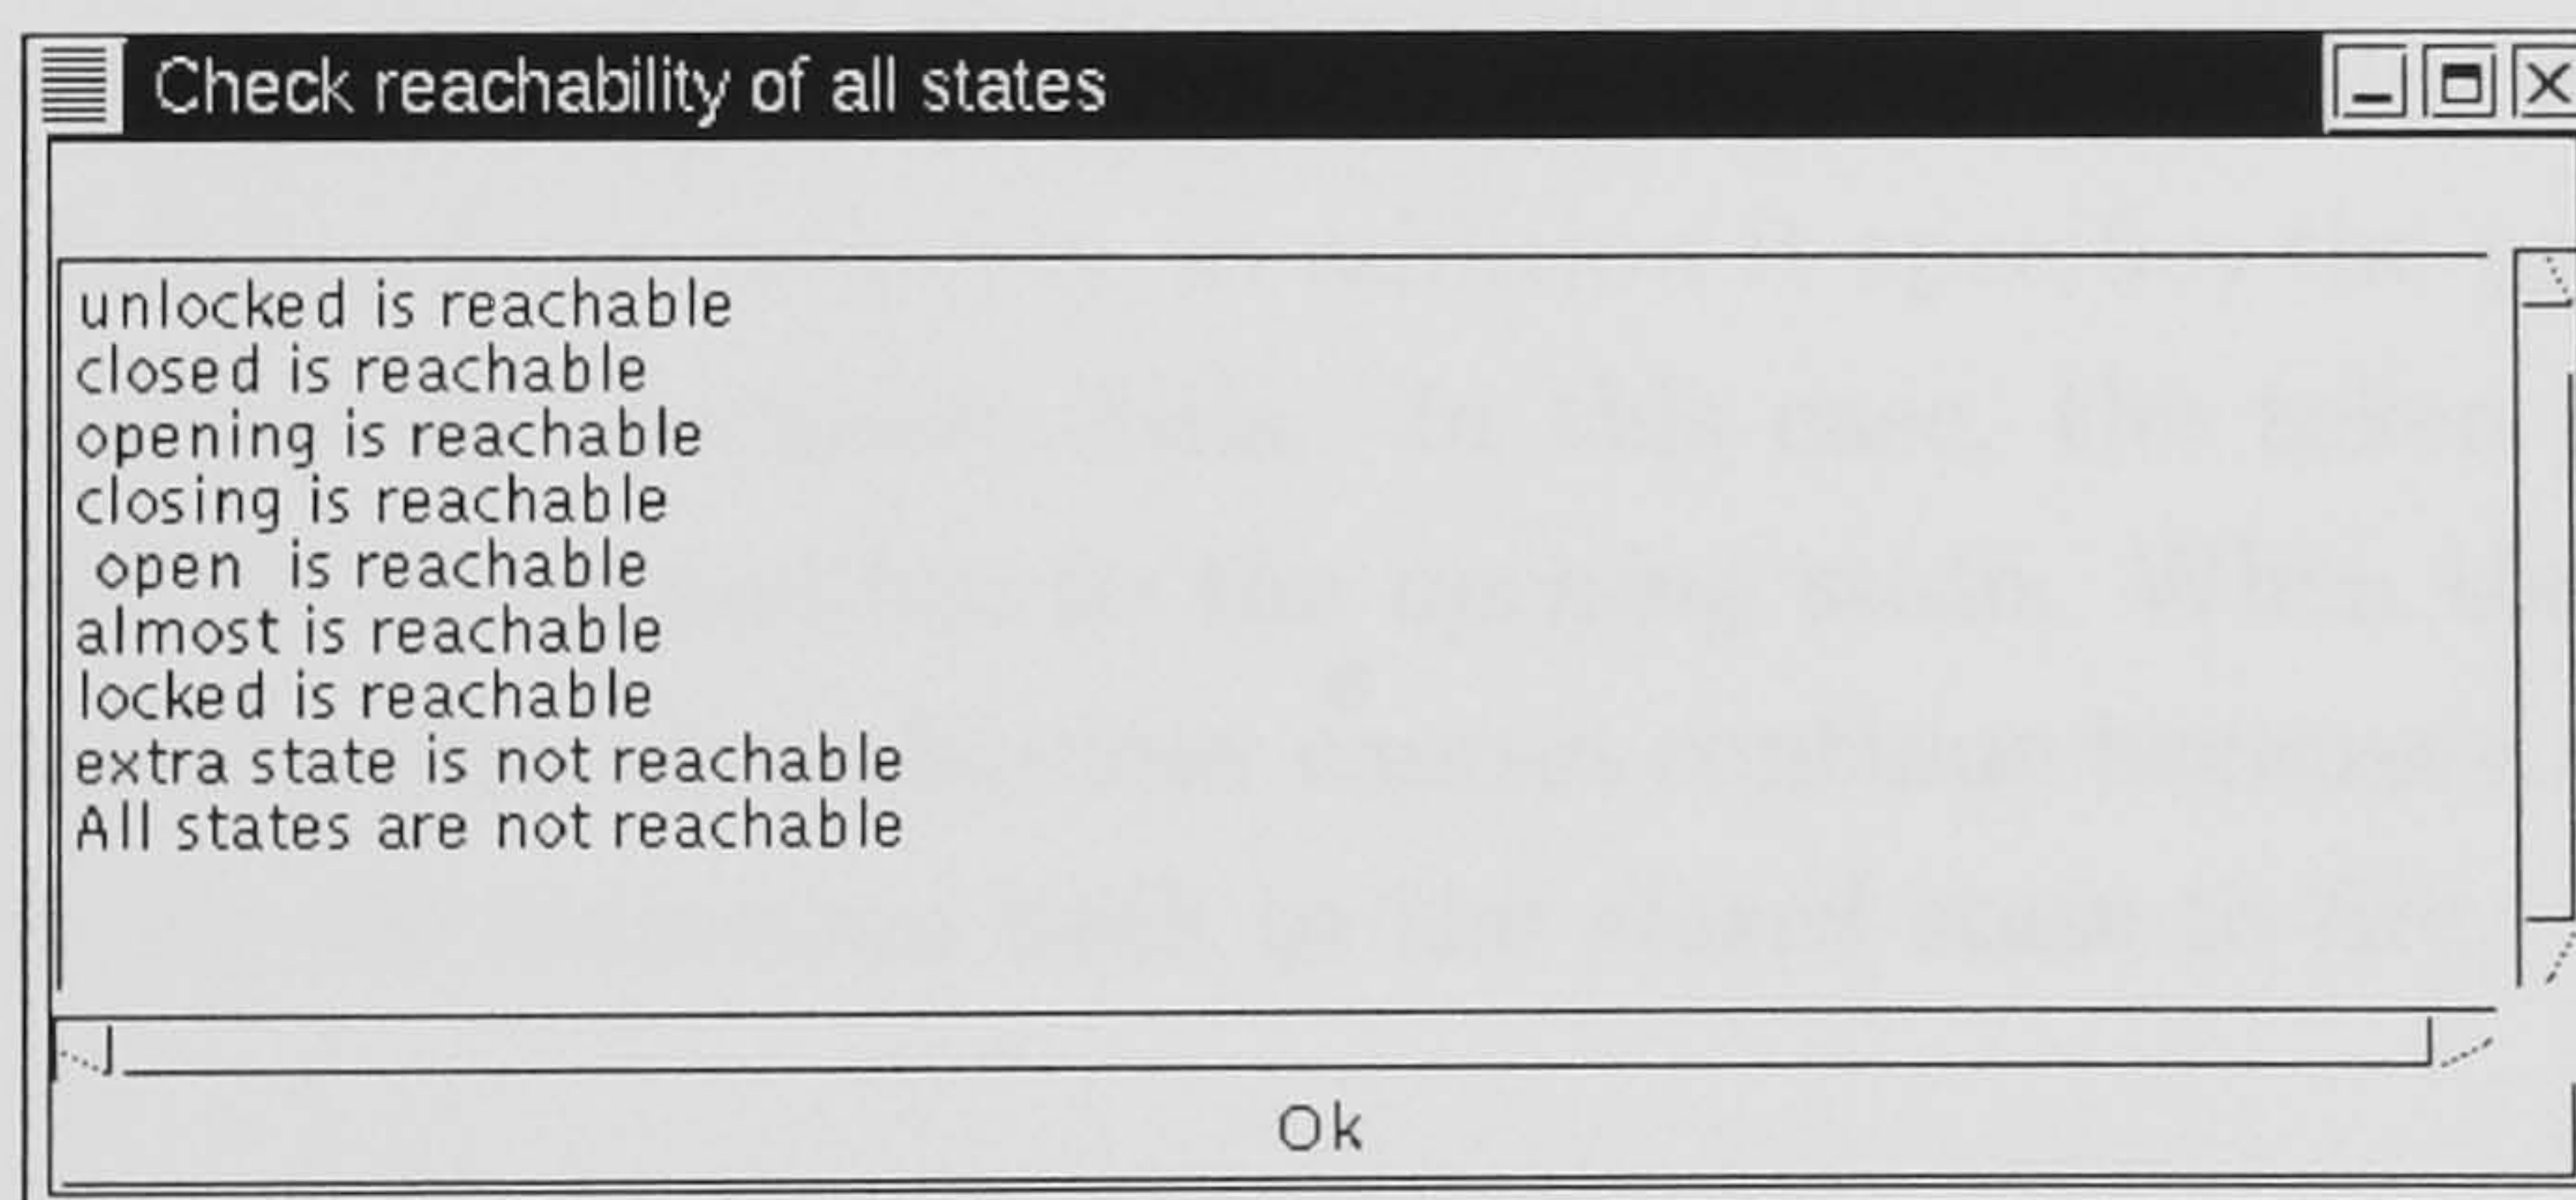 Check reachability of all states
unlocked is reachable
closed is reachable
opening is reachable
closing is reachable
open is reachable
almost is reachable
locked is reachable
extra state is not reachable
All states are not reachable
Ok